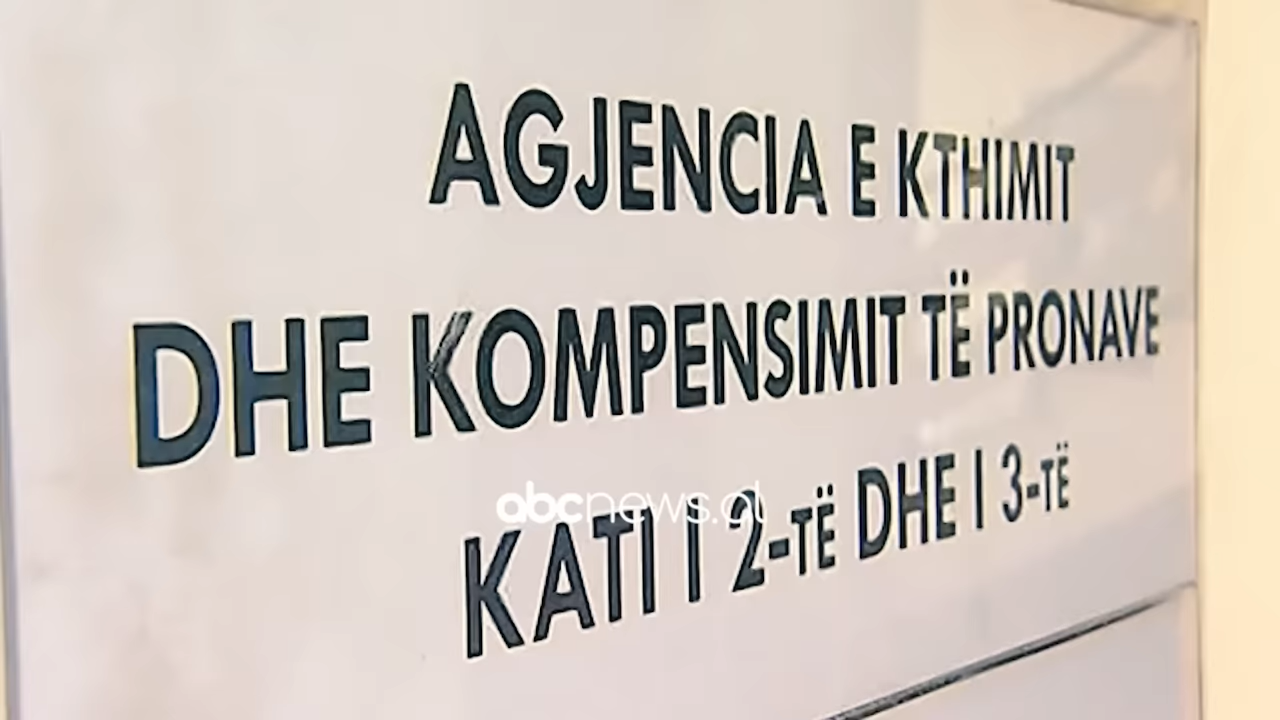 AGJENCIA E KTHIMIT
DHE KOMPENSIMIT TË PRONAVE
abcnews.al
KATI I 2-TË DHE I 3-TË